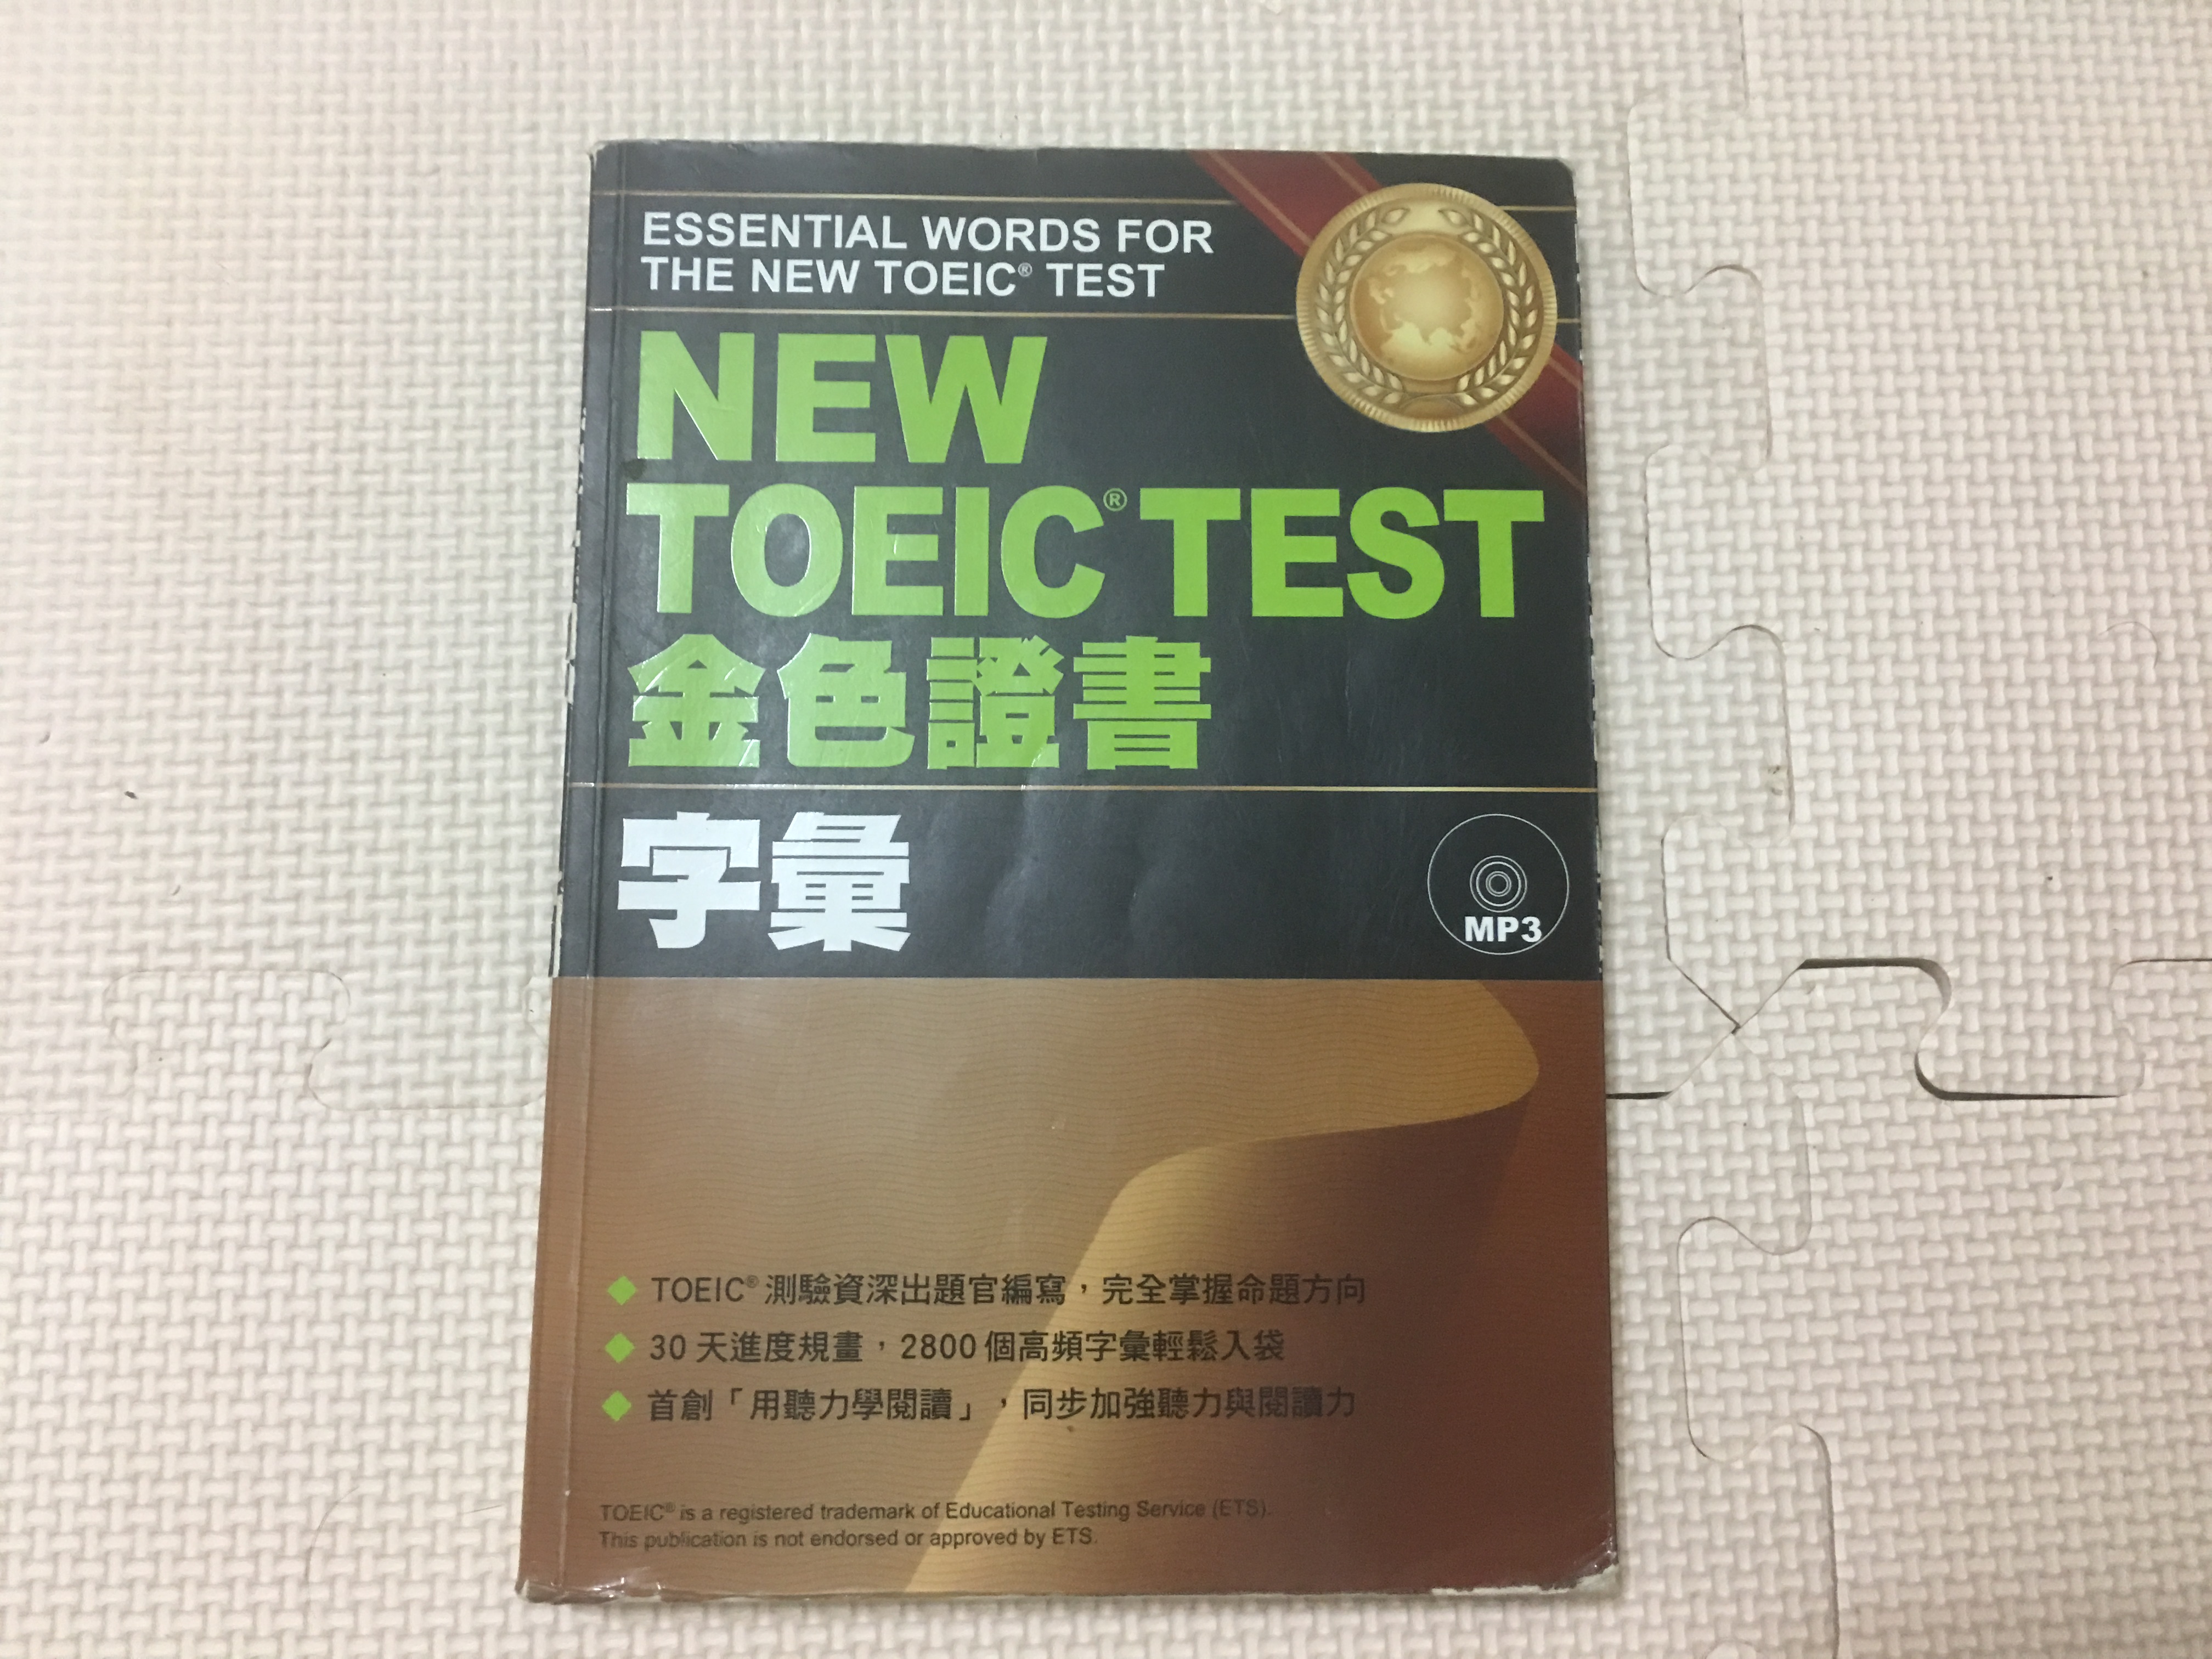 ESSENTIAL WORDS FOR
THE NEW TOEIC® TEST
NEW
TOEIC® TEST
金色證書
字彙
MP3
TOEIC® 測驗資深出題官編寫，完全掌握命題方向
30 天進度規畫，2800 個高頻字彙輕鬆入袋
首創「用聽力學閱讀」，同步加強聽力與閱讀力
TOEIC® is a registered trademark of Educational Testing Service (ETS).
This publication is not endorsed or approved by ETS.